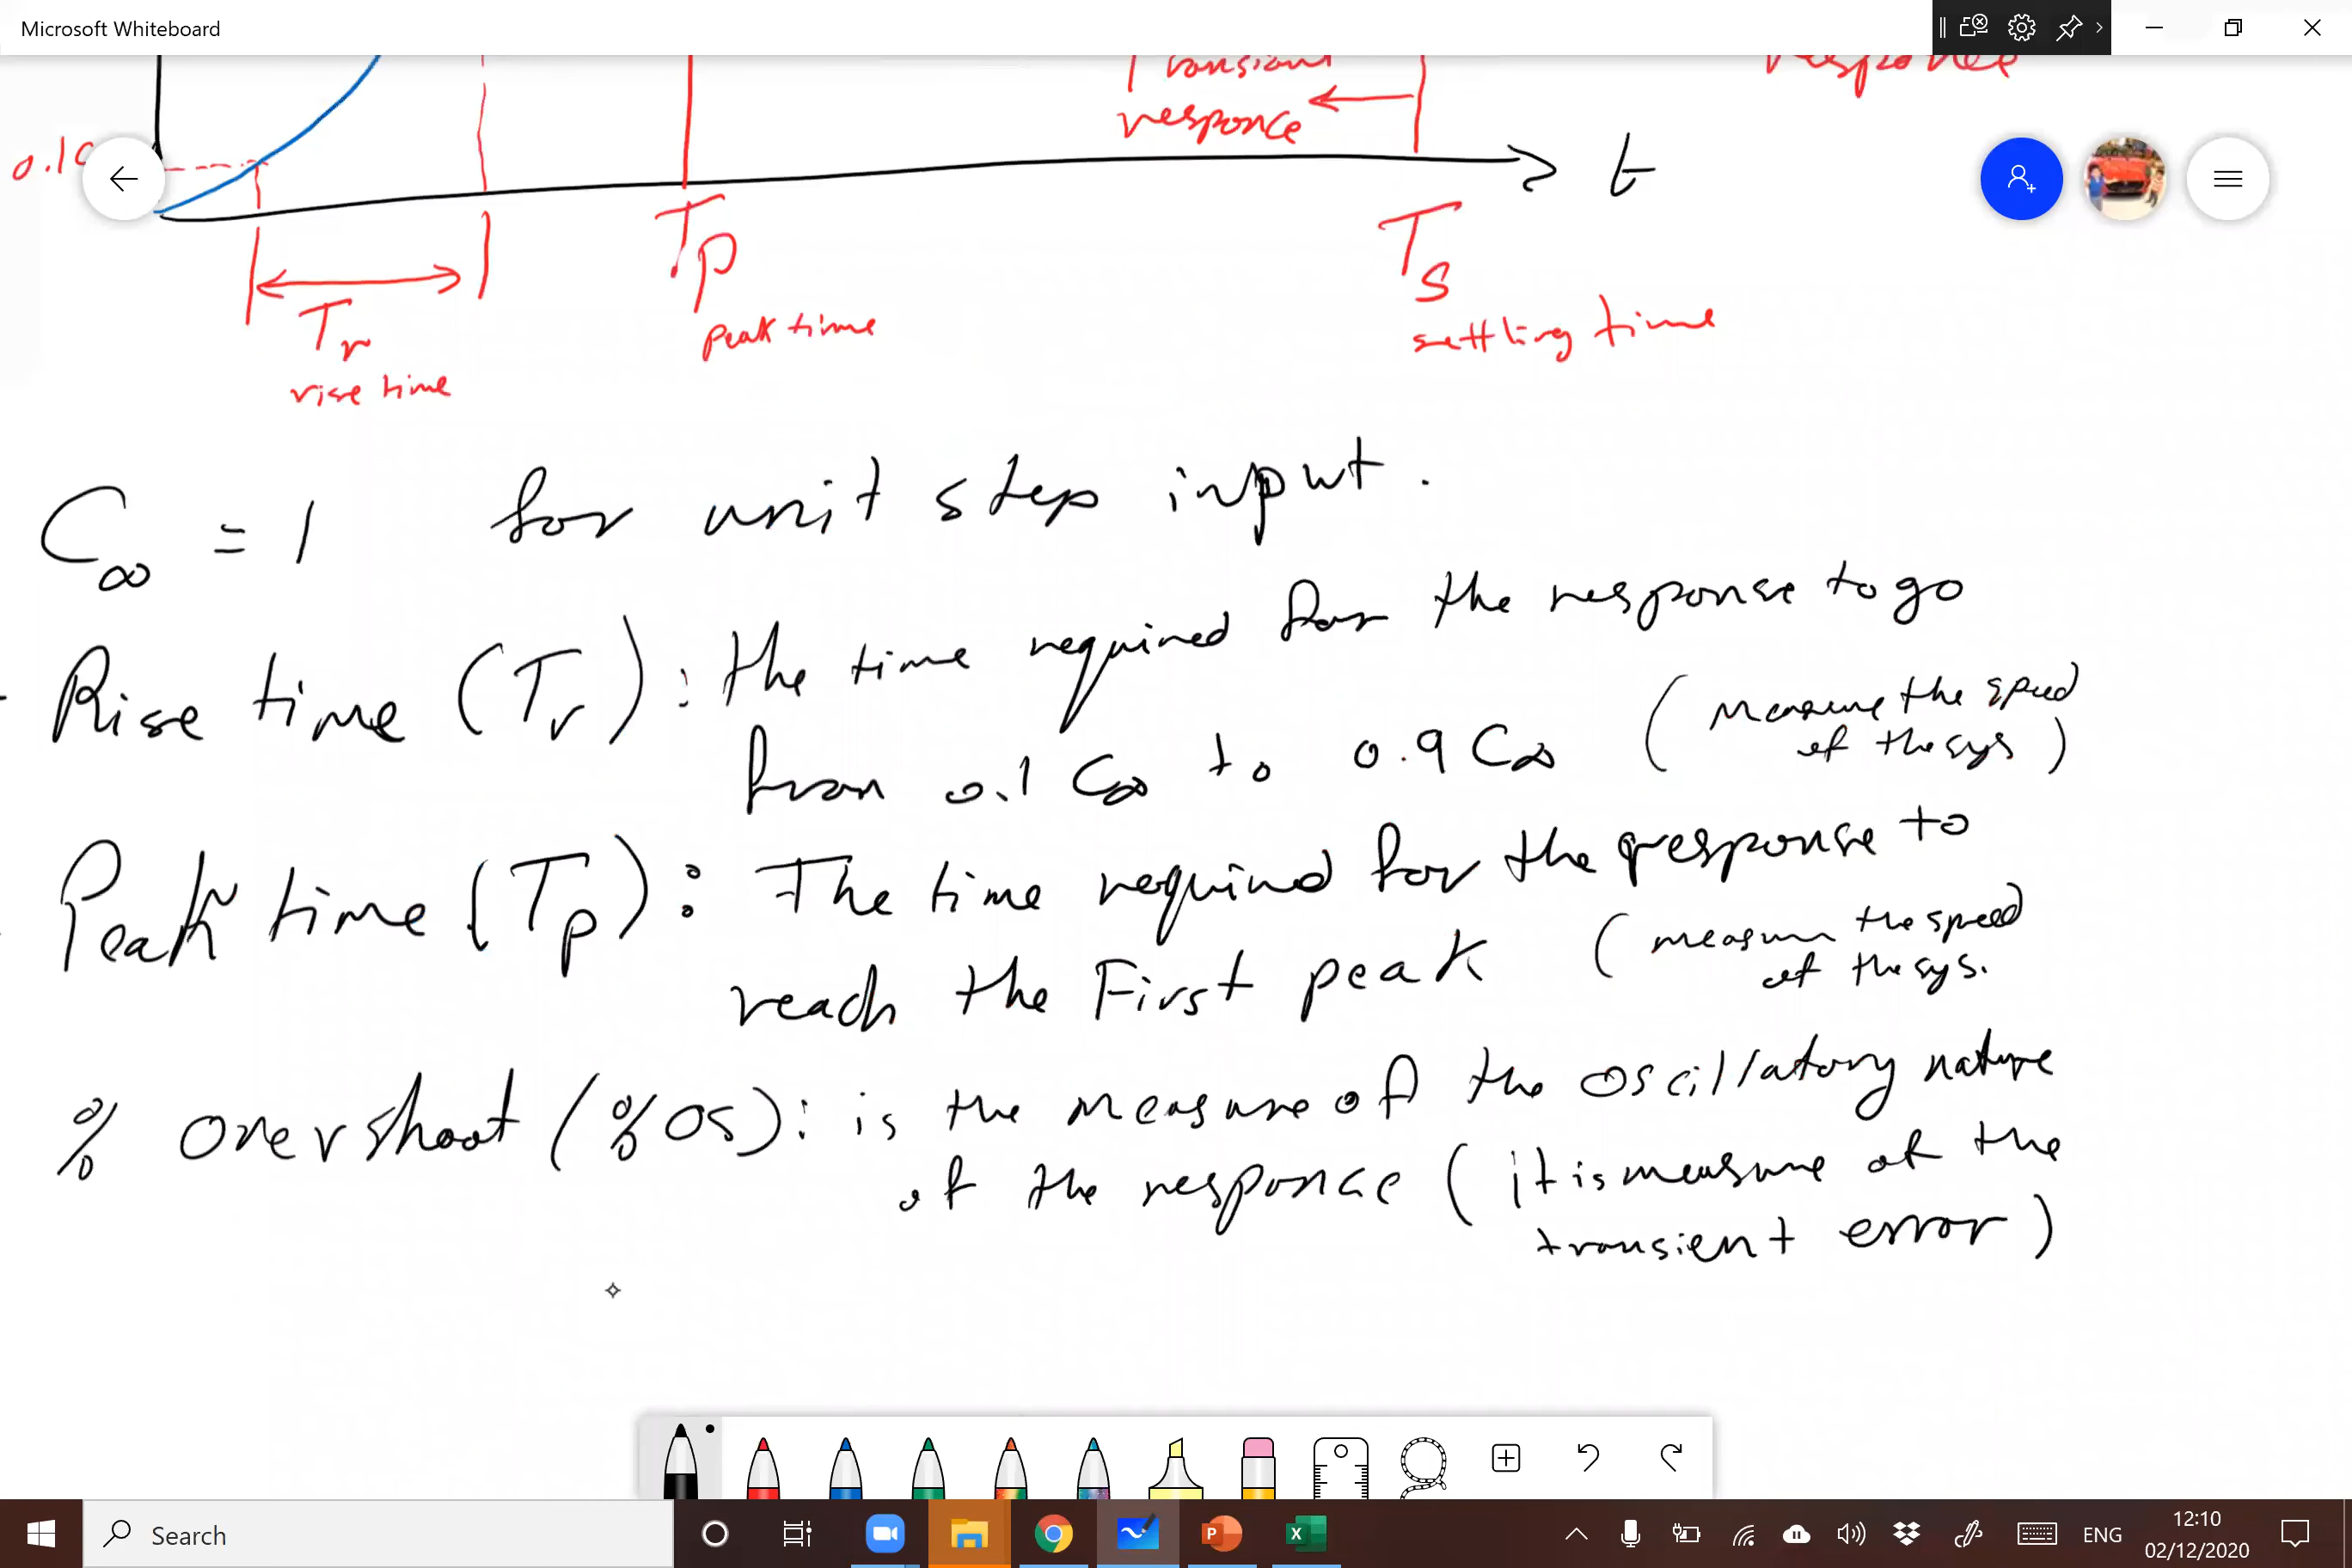 Microsoft Whiteboard
response
response
0.1C
t
Tp
Ts
Tr
peak time
settling time
rise time
C∞ = 1 for unit step input.
Rise time (Tr): the time required for the response to go
from 0.1 C∞ to 0.9 C∞ (measure the speed
of the sys)
Peak time (Tp): The time required for the response to
reach the First peak (measure the speed
of the sys.
% overshoot (%OS): is the measure of the oscillatory nature
of the response (it is measure of the
transient error)
Search
ENG
12:10
02/12/2020